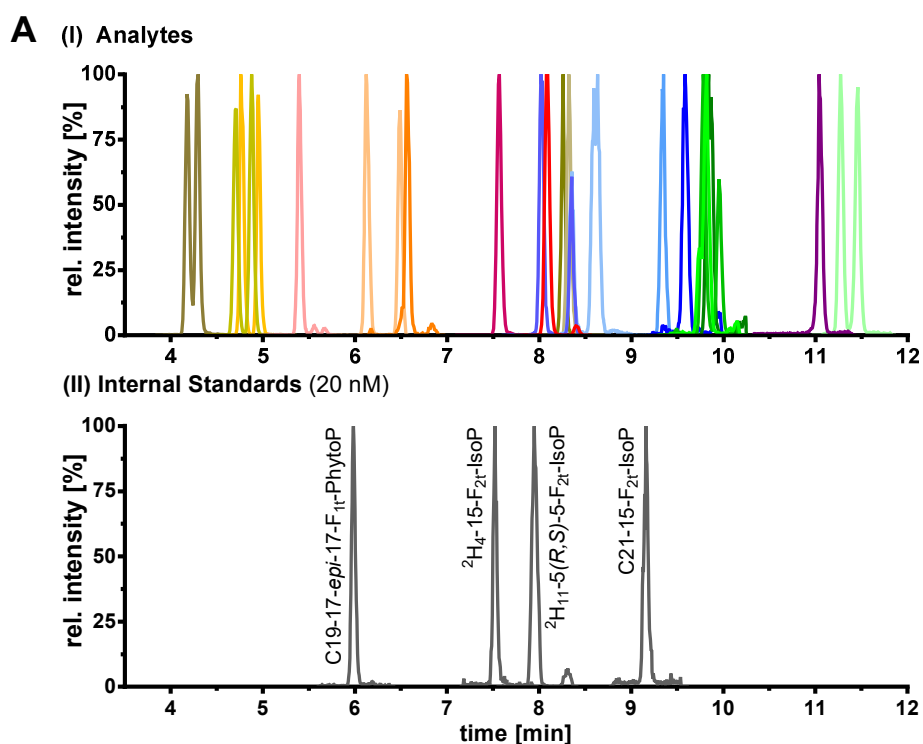 A (I) Analytes
rel. intensity [%]
100
75
50
25
0
4 5 6 7 8 9 10 11 12
(II) Internal Standards (20 nM)
rel. intensity [%]
100
75
50
25
0
C19-17-epi-17-F1t-PhytoP
²H₄-15-F2t-IsoP
²H₁₁-5(R,S)-5-F2t-IsoP
C21-15-F2t-IsoP
4 5 6 7 8 9 10 11 12
time [min]